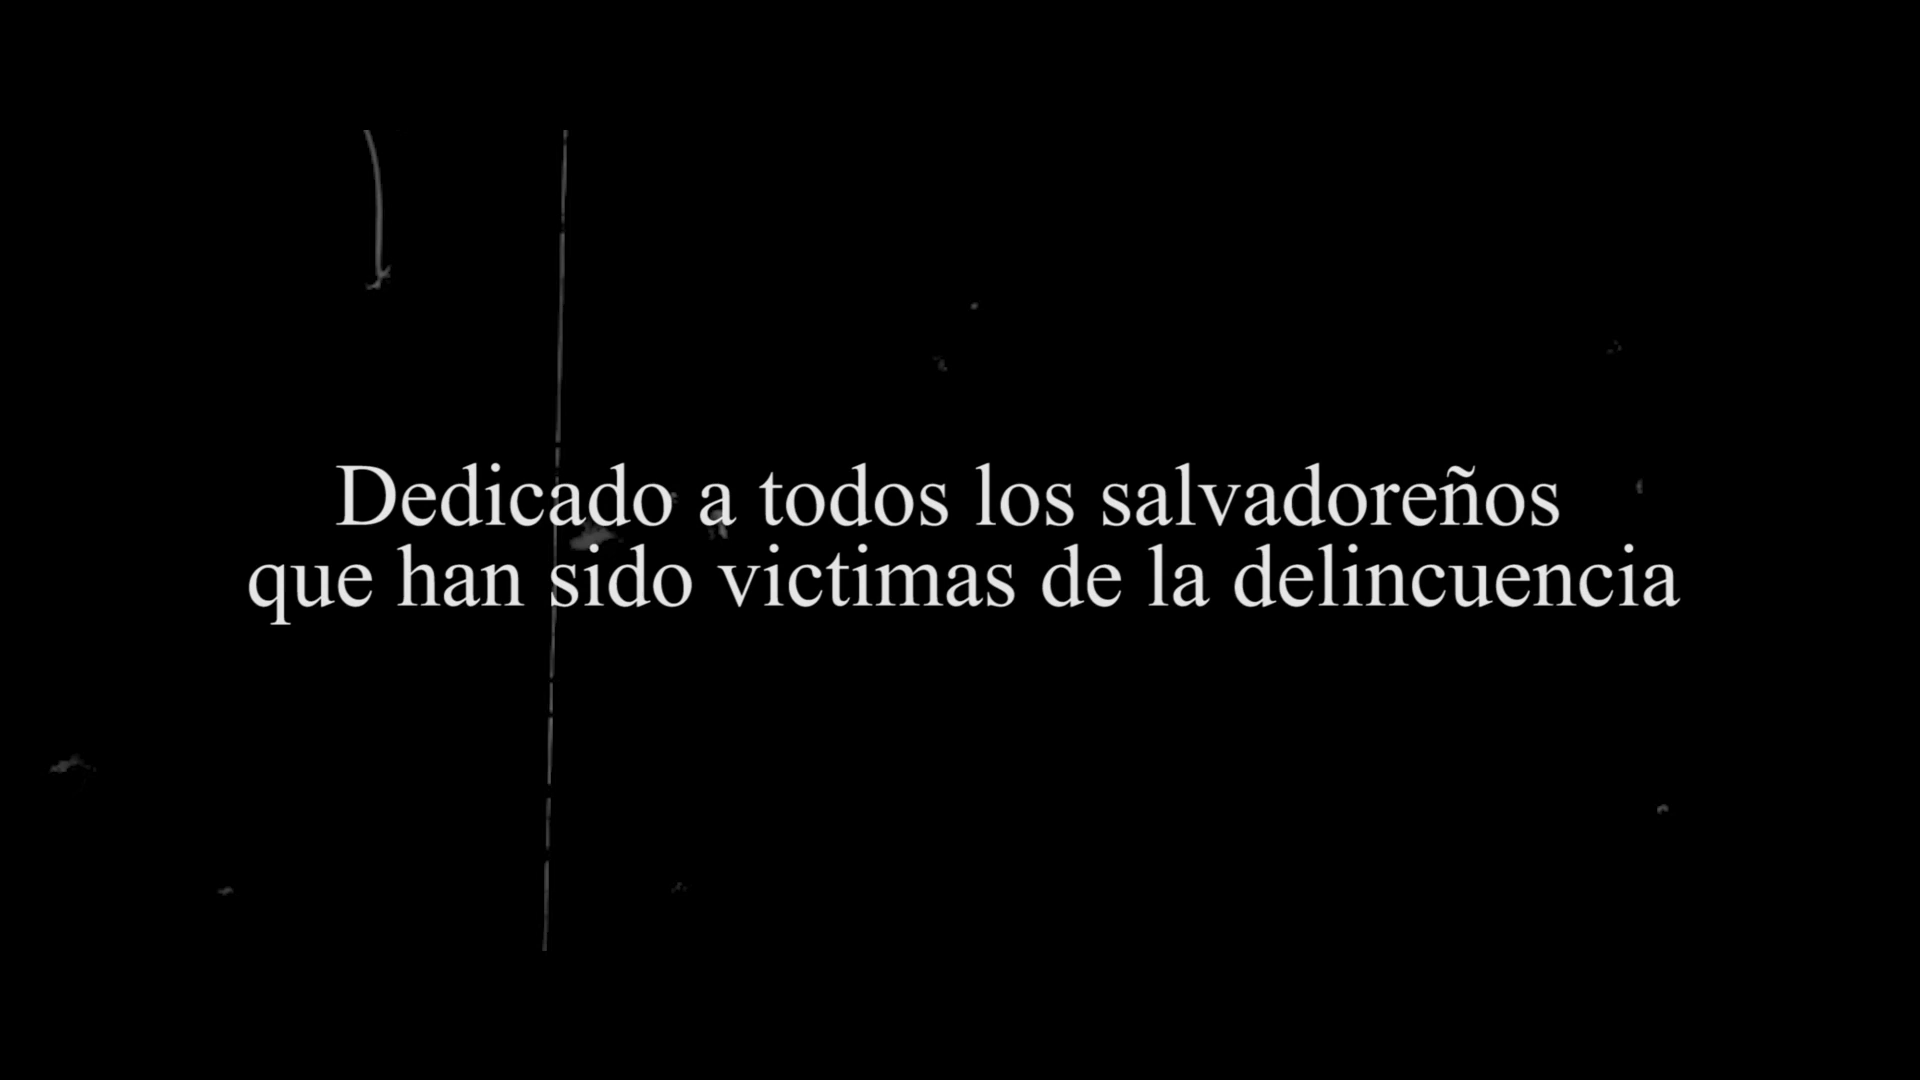 Dedicado a todos los salvadoreños
que han sido victimas de la delincuencia